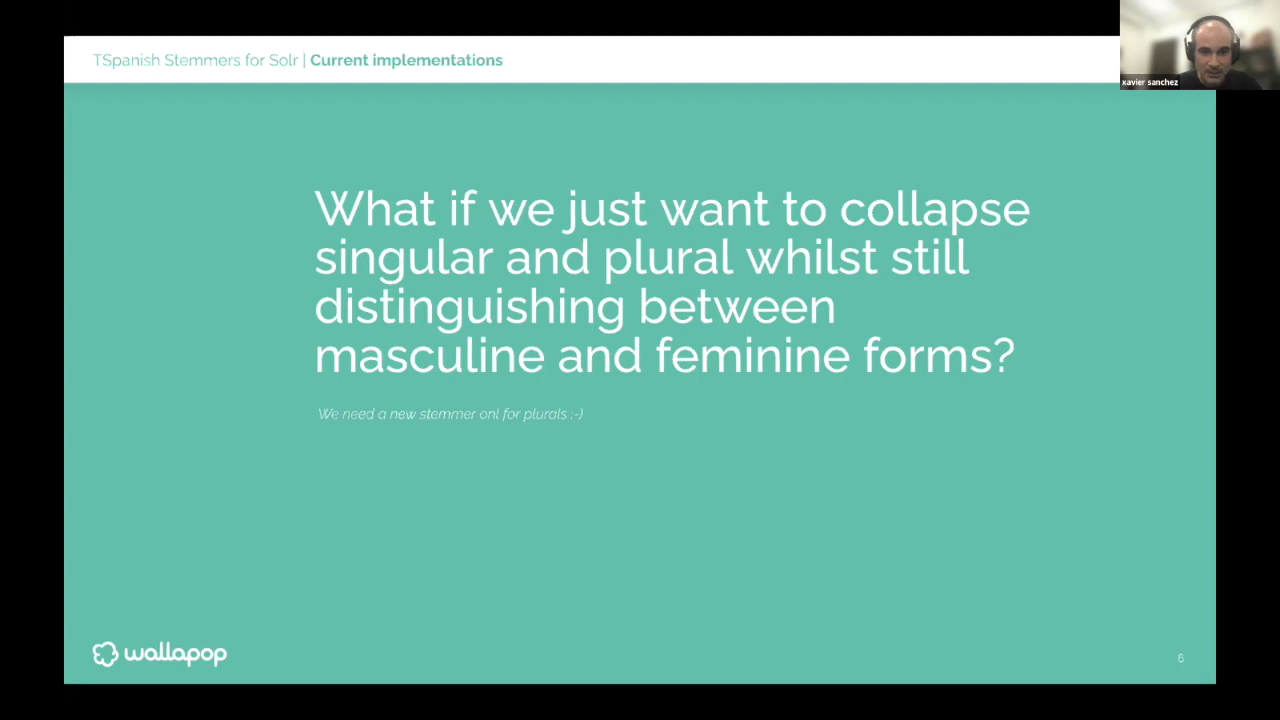 TSpanish Stemmers for Solr | Current implementations
xavier sanchez
What if we just want to collapse
singular and plural whilst still
distinguishing between
masculine and feminine forms?
We need a new stemmer onl for plurals ;-)
wallapop
6